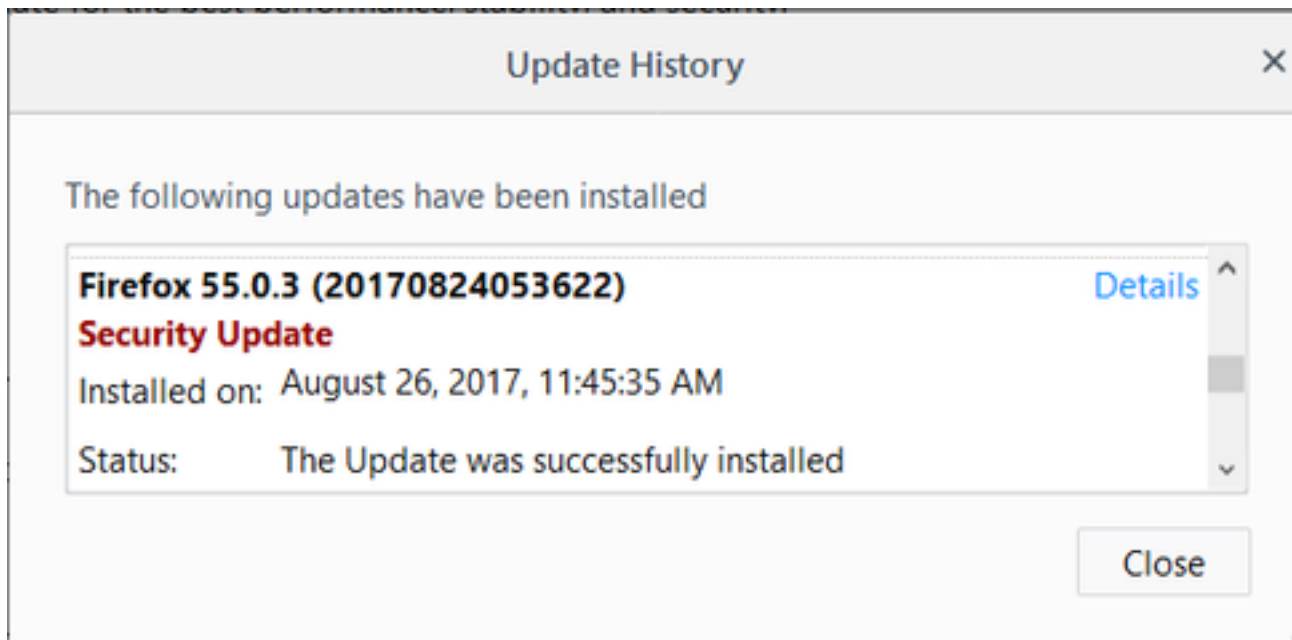 Update History
The following updates have been installed
Firefox 55.0.3 (20170824053622) Details
Security Update
Installed on: August 26, 2017, 11:45:35 AM
Status: The Update was successfully installed
Close